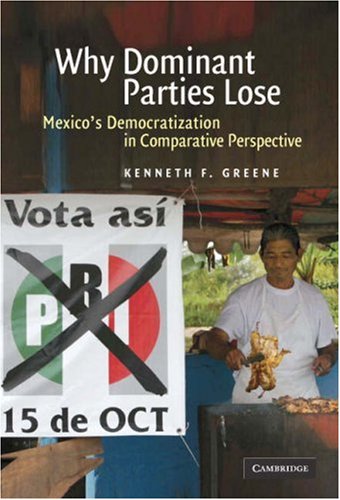 Why Dominant
Parties Lose
Mexico's Democratization
in Comparative Perspective
KENNETH F. GREENE
Vota así
PRI
15 de OCT
CAMBRIDGE